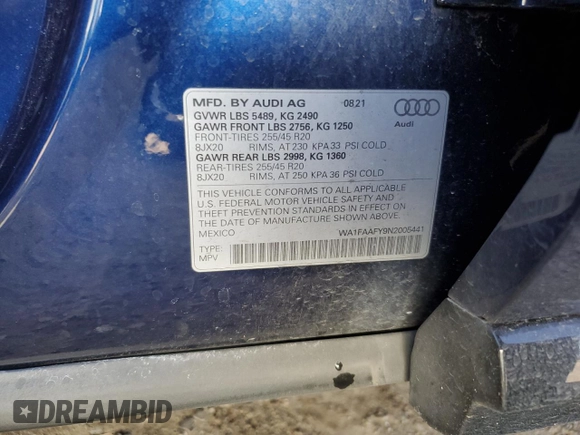 MFD. BY AUDI AG 08.21
GVWR LBS 5489, KG 2490
GAWR FRONT LBS 2756, KG 1250
FRONT-TIRES 255/45 R20
8JX20 RIMS, AT 230 KPA 33 PSI COLD
GAWR REAR LBS 2998, KG 1360
REAR-TIRES 255/45 R20
8JX20 RIMS, AT 250 KPA 36 PSI COLD
Audi
THIS VEHICLE CONFORMS TO ALL APPLICABLE
U.S. FEDERAL MOTOR VEHICLE SAFETY AND
THEFT PREVENTION STANDARDS IN EFFECT ON
THE DATE OF MANUFACTURE SHOWN ABOVE
MEXICO WA1FAAFY9N2005441
TYPE:
MPV
DREAMBID